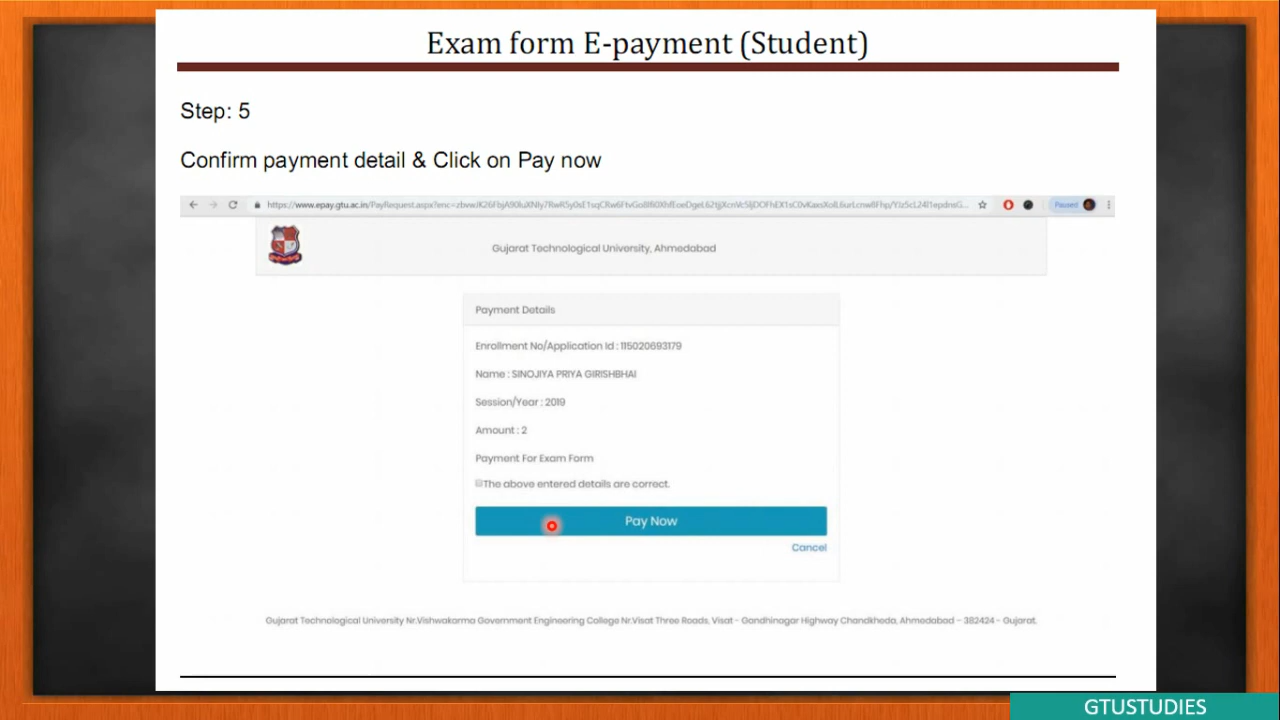 Exam form E-payment (Student)
Step: 5
Confirm payment detail & Click on Pay now
Paused
Gujarat Technological University, Ahmedabad
Payment Details
Enrollment No/Application Id : 115020693179
Name : SINOJIYA PRIYA GIRISHBHAI
Session/Year : 2019
Amount : 2
Payment For Exam Form
The above entered details are correct.
Pay Now
Cancel
Gujarat Technological University Nr.Vishwakarma Government Engineering College Nr.Visat Three Roads, Visat - Gandhinagar Highway Chandkheda, Ahmedabad - 382424 - Gujarat.
GTUSTUDIES